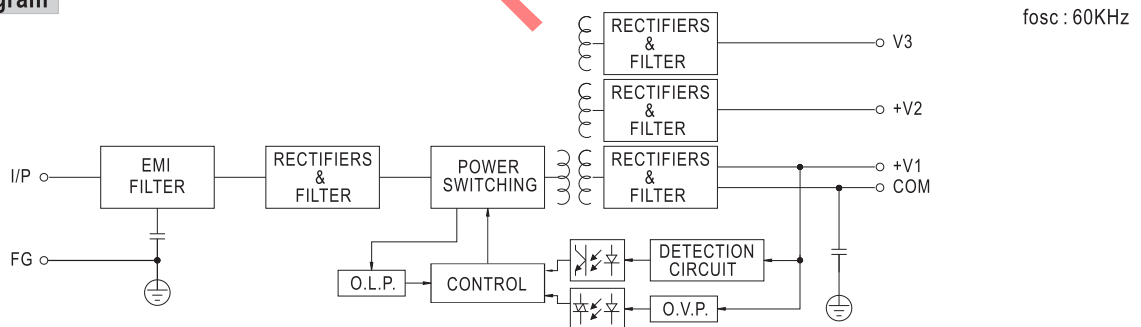 gram
fosc : 60KHz
RECTIFIERS
&
FILTER
V3
RECTIFIERS
&
FILTER
+V2
I/P
EMI
FILTER
RECTIFIERS
&
FILTER
POWER
SWITCHING
RECTIFIERS
&
FILTER
+V1
COM
FG
O.L.P.
CONTROL
DETECTION
CIRCUIT
O.V.P.